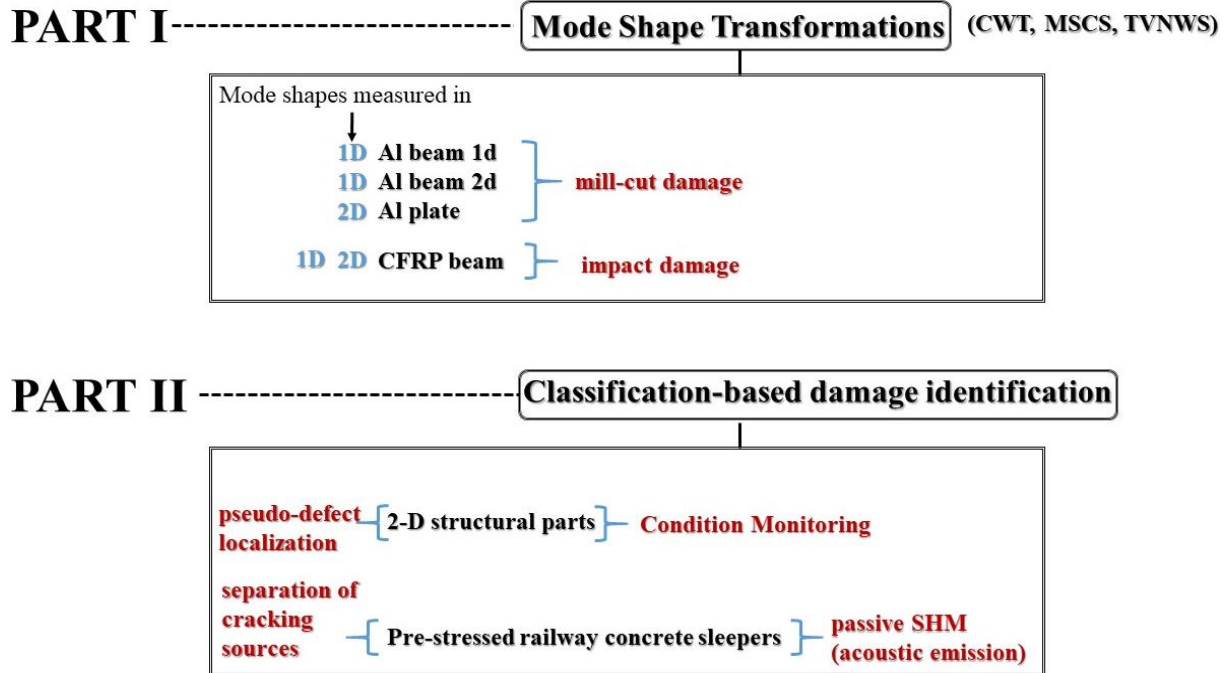 PART I Mode Shape Transformations (CWT, MSCS, TVNWS)
Mode shapes measured in
1D Al beam 1d
1D Al beam 2d
mill-cut damage
2D Al plate
1D 2D CFRP beam
impact damage
PART II Classification-based damage identification
pseudo-defect
localization
2-D structural parts
Condition Monitoring
separation of
cracking
sources
Pre-stressed railway concrete sleepers
passive SHM
(acoustic emission)